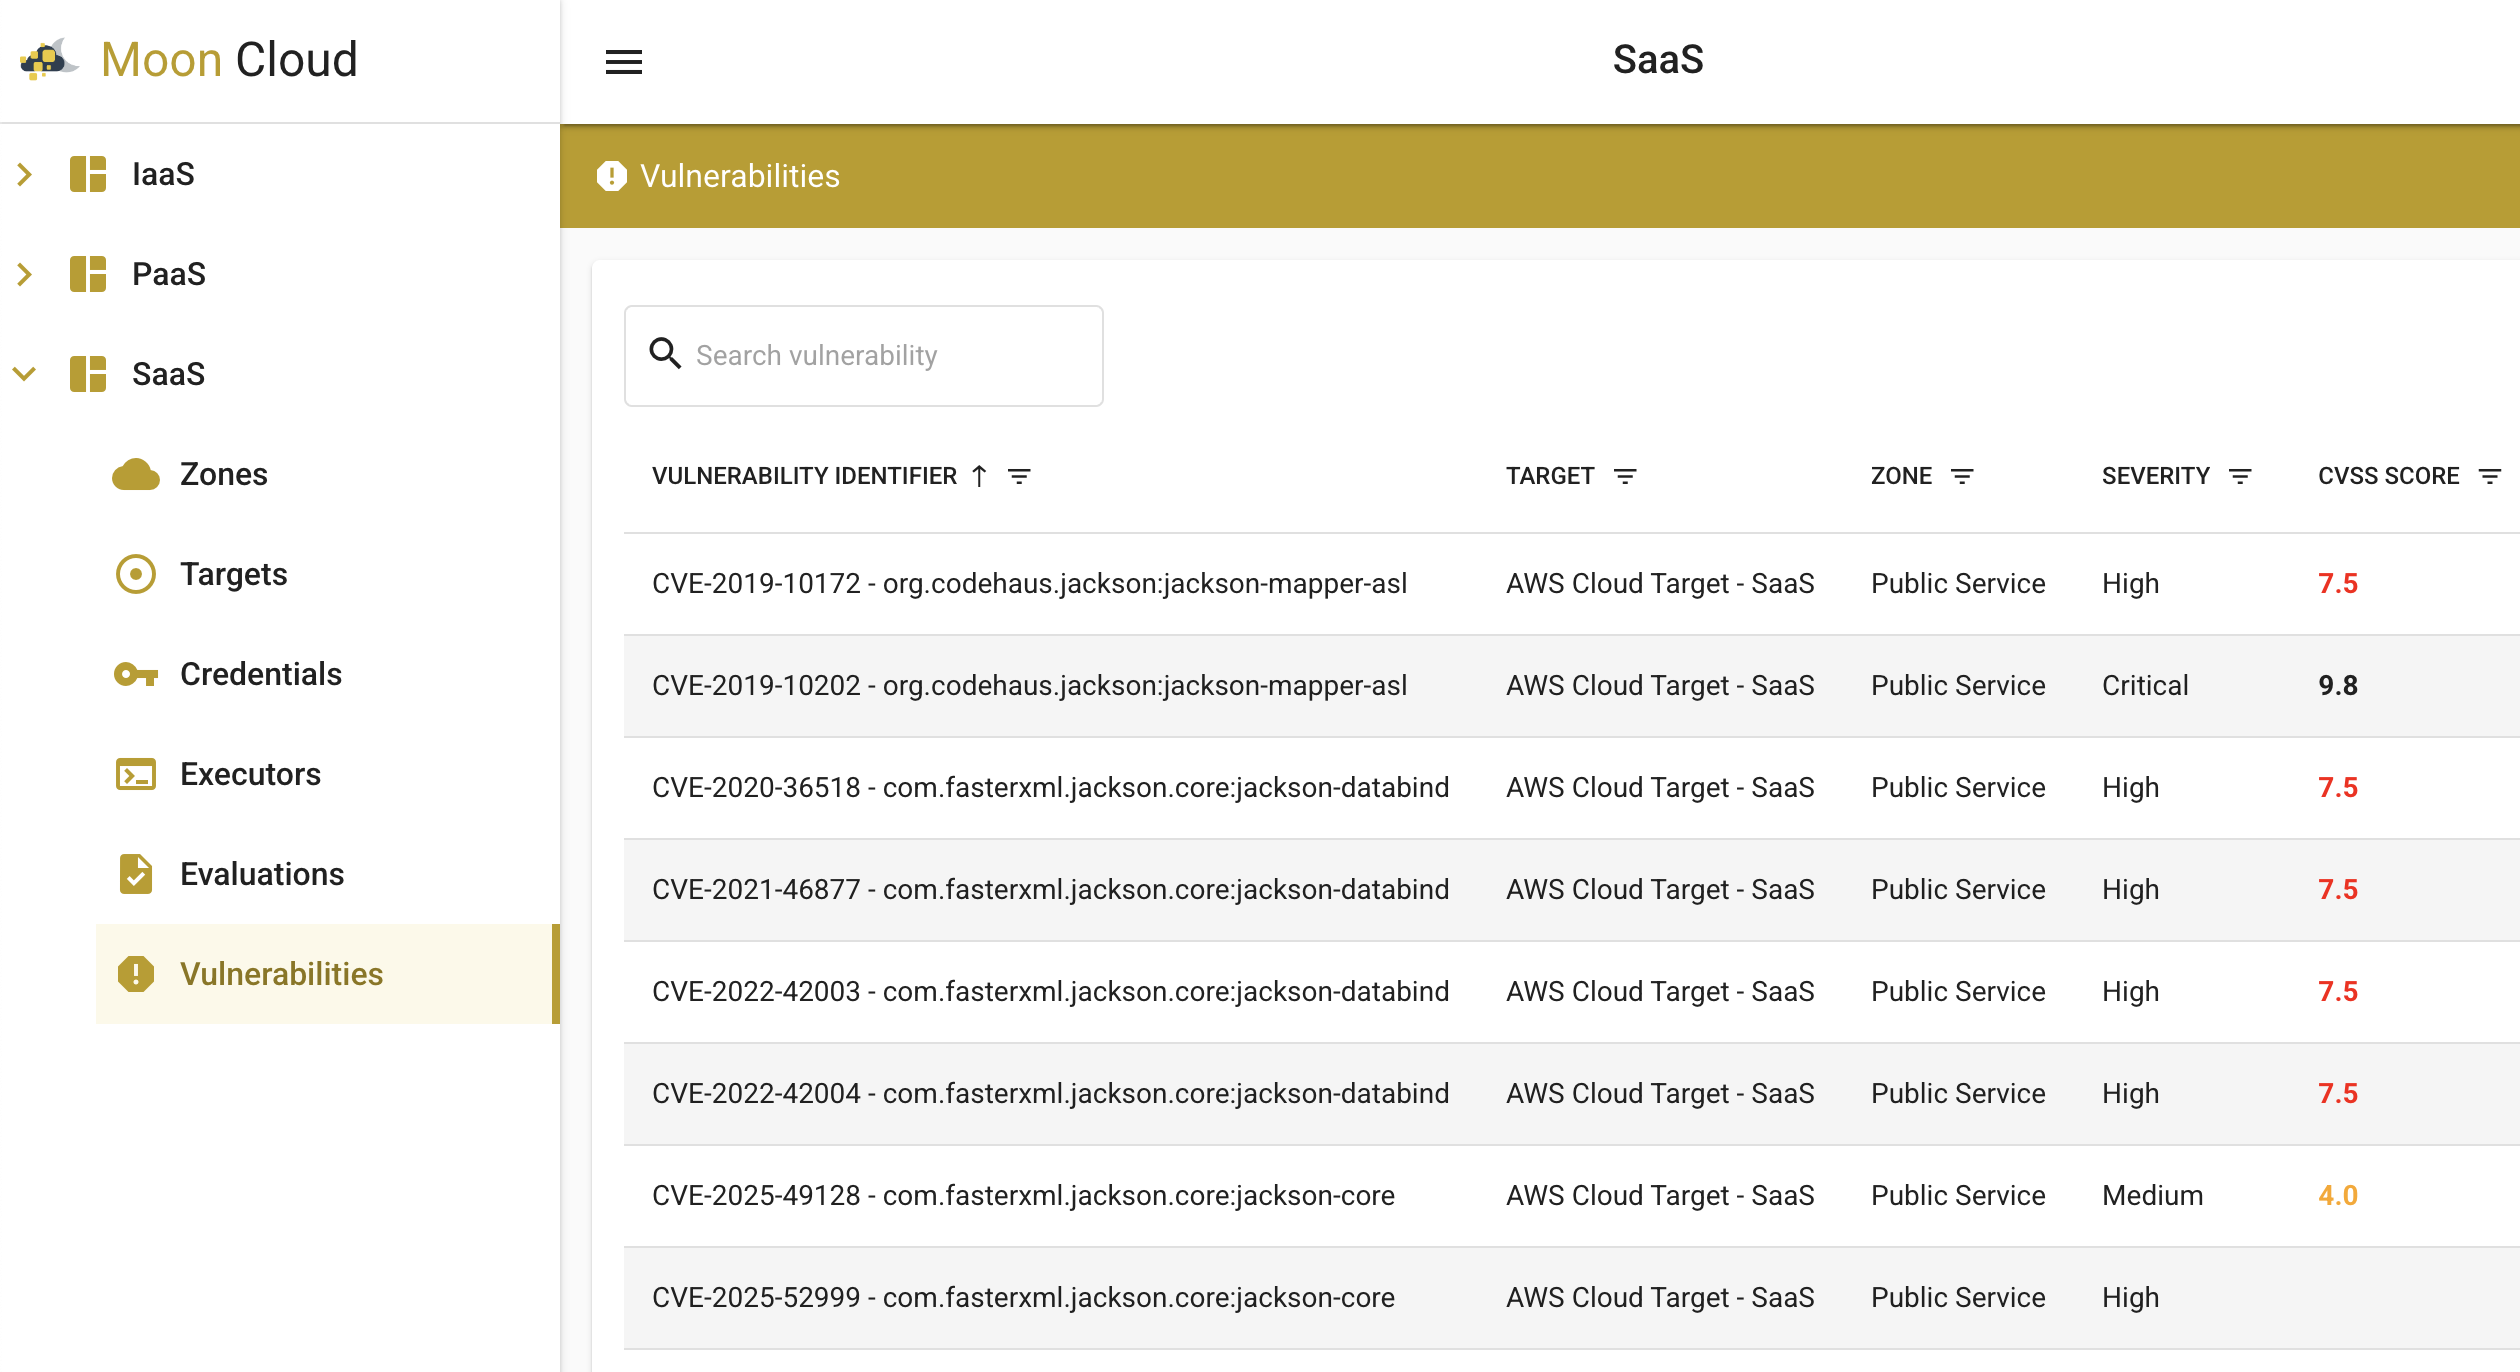 Moon Cloud
SaaS
IaaS
PaaS
SaaS
Zones
Targets
Credentials
Executors
Evaluations
Vulnerabilities
Vulnerabilities
Search vulnerability
VULNERABILITY IDENTIFIER TARGET ZONE SEVERITY CVSS SCORE
CVE-2019-10172 - org.codehaus.jackson:jackson-mapper-asl AWS Cloud Target - SaaS Public Service High 7.5
CVE-2019-10202 - org.codehaus.jackson:jackson-mapper-asl AWS Cloud Target - SaaS Public Service Critical 9.8
CVE-2020-36518 - com.fasterxml.jackson.core:jackson-databind AWS Cloud Target - SaaS Public Service High 7.5
CVE-2021-46877 - com.fasterxml.jackson.core:jackson-databind AWS Cloud Target - SaaS Public Service High 7.5
CVE-2022-42003 - com.fasterxml.jackson.core:jackson-databind AWS Cloud Target - SaaS Public Service High 7.5
CVE-2022-42004 - com.fasterxml.jackson.core:jackson-databind AWS Cloud Target - SaaS Public Service High 7.5
CVE-2025-49128 - com.fasterxml.jackson.core:jackson-core AWS Cloud Target - SaaS Public Service Medium 4.0
CVE-2025-52999 - com.fasterxml.jackson.core:jackson-core AWS Cloud Target - SaaS Public Service High